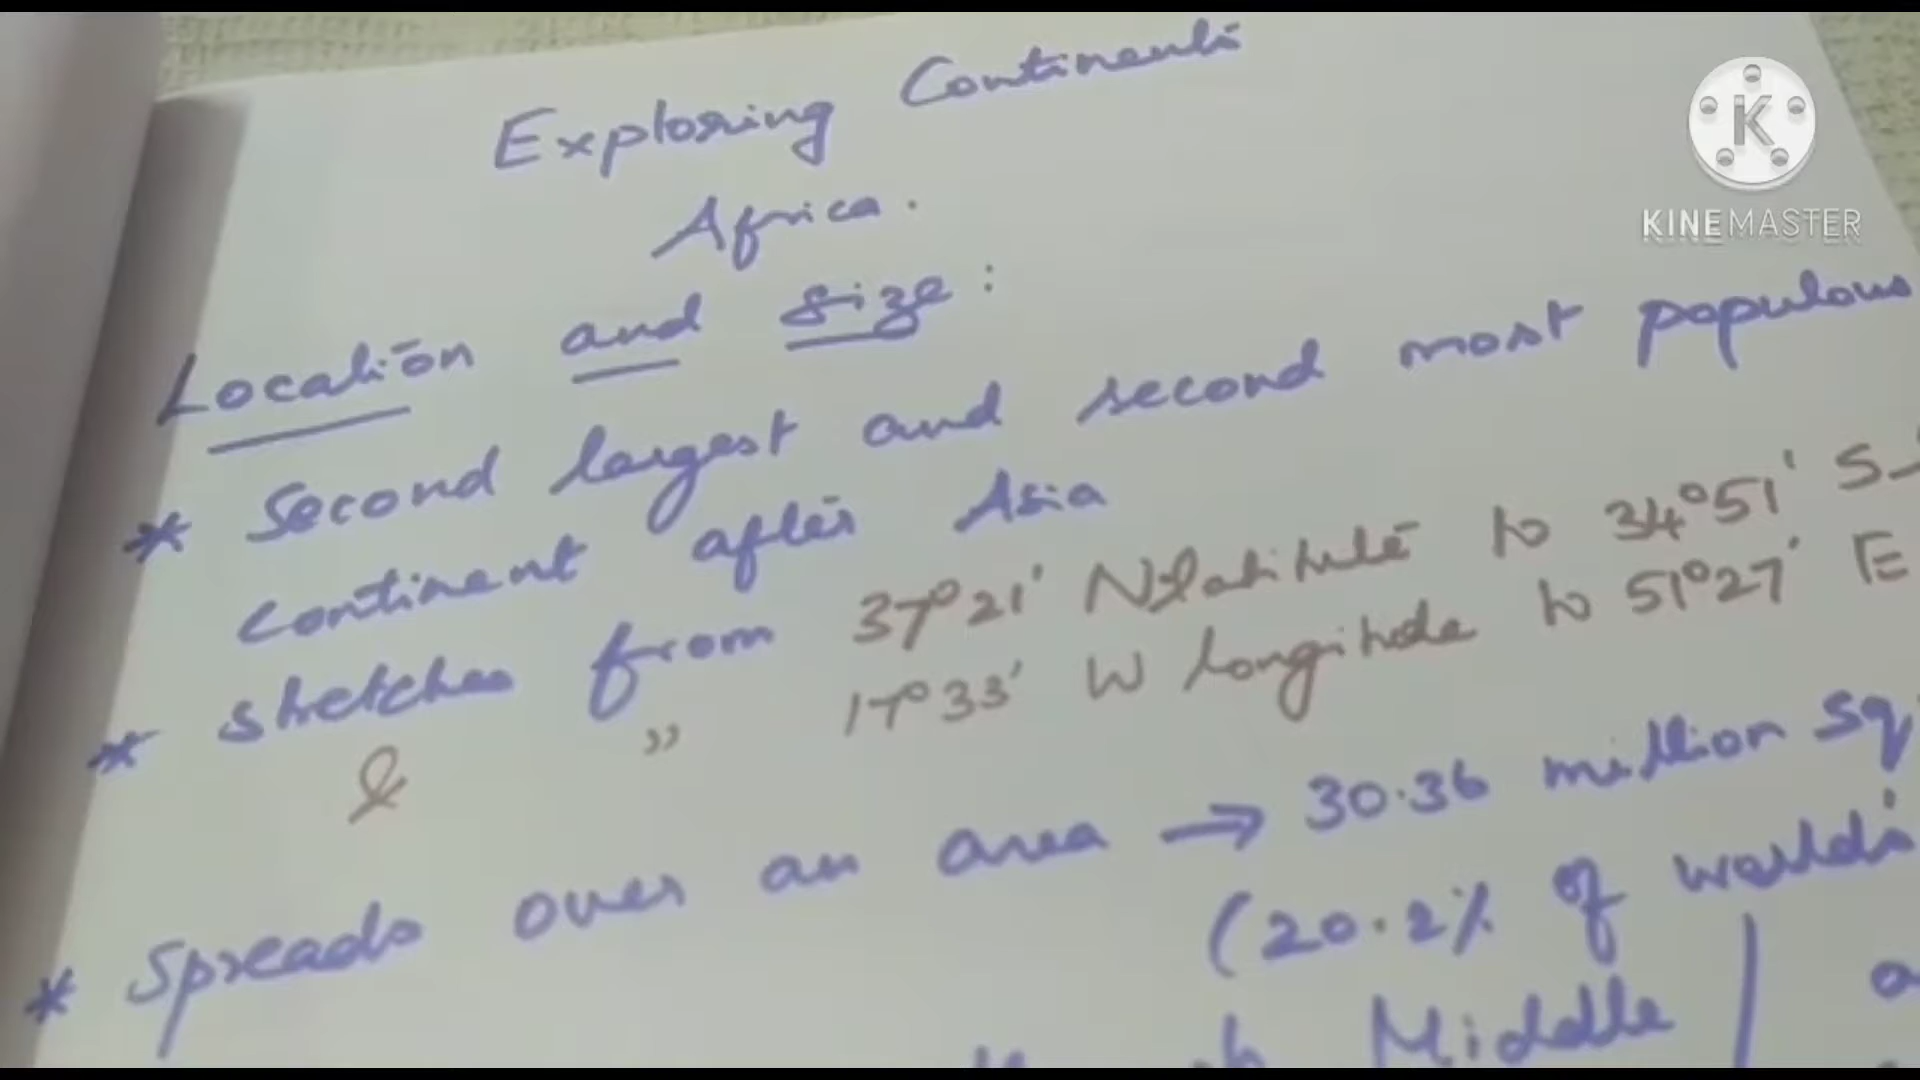 Exploring Continents
Africa.
Location and size:
* Second largest and second most populous
continent after Asia
* stretches from 37°21' N latitude to 34°51' S
& " 17°33' W longitude to 51°27' E
* Spreads over an area → 30.36 million sq.
(20.2% of world's
Middle
K
KINEMASTER